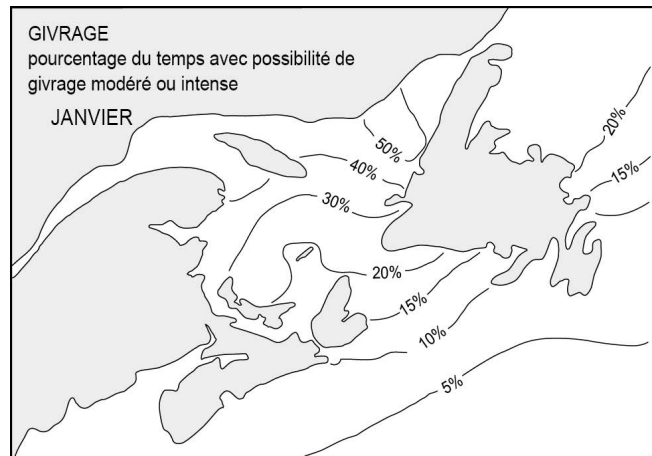 GIVRAGE
pourcentage du temps avec possibilité de
givrage modéré ou intense
JANVIER
50%
20%
40%
15%
30%
20%
15%
10%
5%